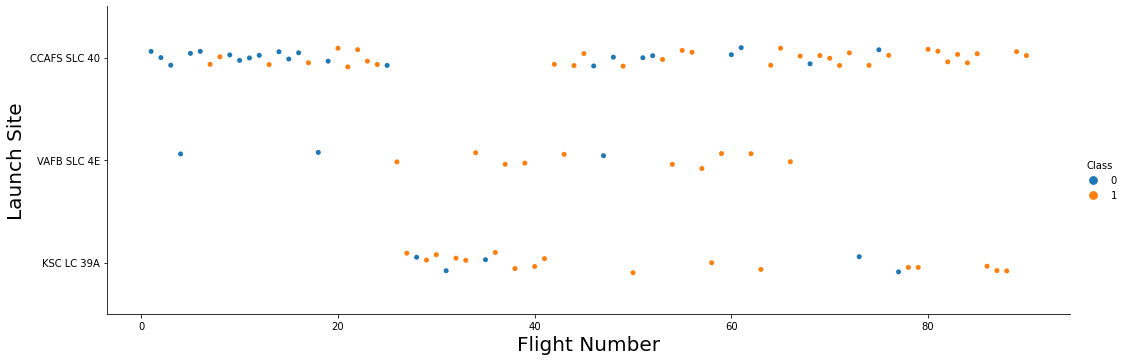 Launch Site
CCAFS SLC 40
VAFB SLC 4E
KSC LC 39A
0 20 40 60 80
Flight Number
Class
0
1